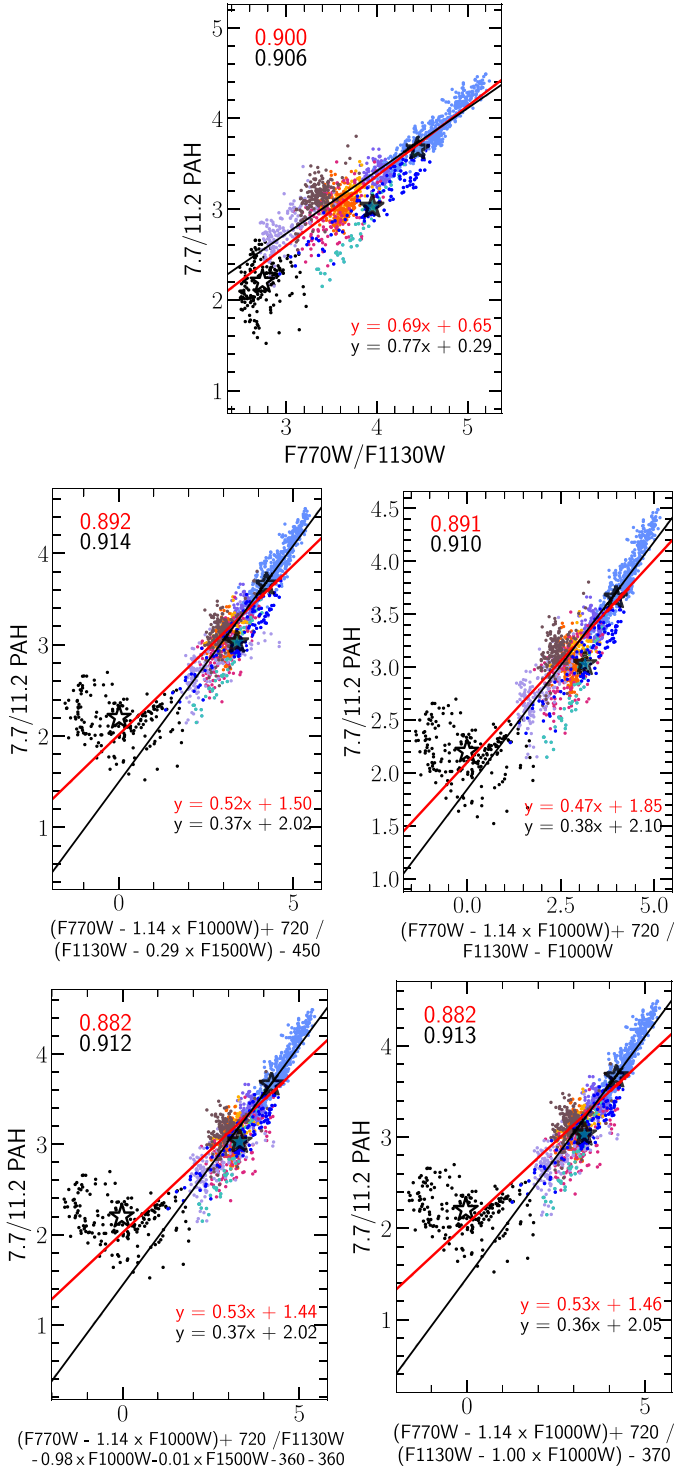 0.900
0.906
5
4
3
2
1
7.7/11.2 PAH
y = 0.69x + 0.65
y = 0.77x + 0.29
3 4 5
F770W/F1130W
0.892
0.914
4
3
2
1
7.7/11.2 PAH
y = 0.52x + 1.50
y = 0.37x + 2.02
0 5
(F770W - 1.14 x F1000W)+ 720 /
(F1130W - 0.29 x F1500W) - 450
0.891
0.910
4.5
4.0
3.5
3.0
2.5
2.0
1.5
1.0
7.7/11.2 PAH
y = 0.47x + 1.85
y = 0.38x + 2.10
0.0 2.5 5.0
(F770W - 1.14 x F1000W)+ 720 /
F1130W - F1000W
0.882
0.912
4
3
2
1
7.7/11.2 PAH
y = 0.53x + 1.44
y = 0.37x + 2.02
0 5
(F770W - 1.14 x F1000W)+ 720 /F1130W
- 0.98 x F1000W-0.01 x F1500W-360 - 360
0.882
0.913
4
3
2
1
7.7/11.2 PAH
y = 0.53x + 1.46
y = 0.36x + 2.05
0 5
(F770W - 1.14 x F1000W)+ 720 /
(F1130W - 1.00 x F1000W) - 370